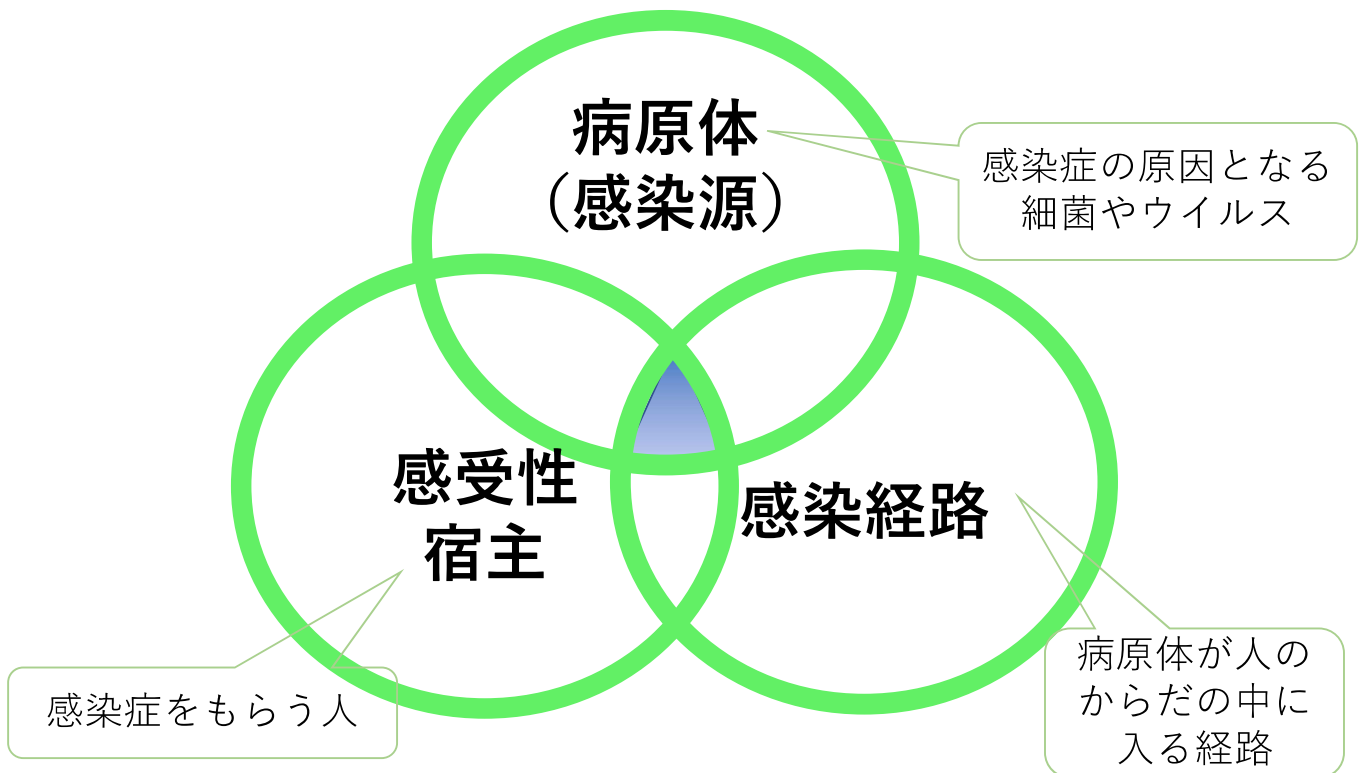 病原体
（感染源）
感染症の原因となる
細菌やウイルス
感受性
宿主
感染経路
感染症をもらう人
病原体が人の
からだの中に
入る経路